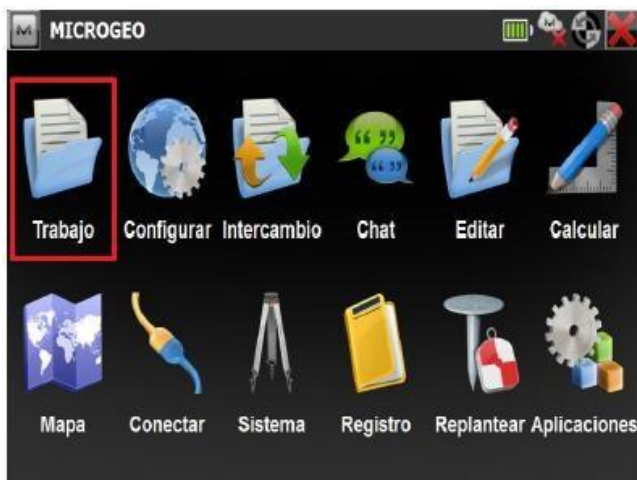 MICROGEO
Trabajo Configurar Intercambio Chat Editar Calcular
Mapa Conectar Sistema Registro Replantear Aplicaciones